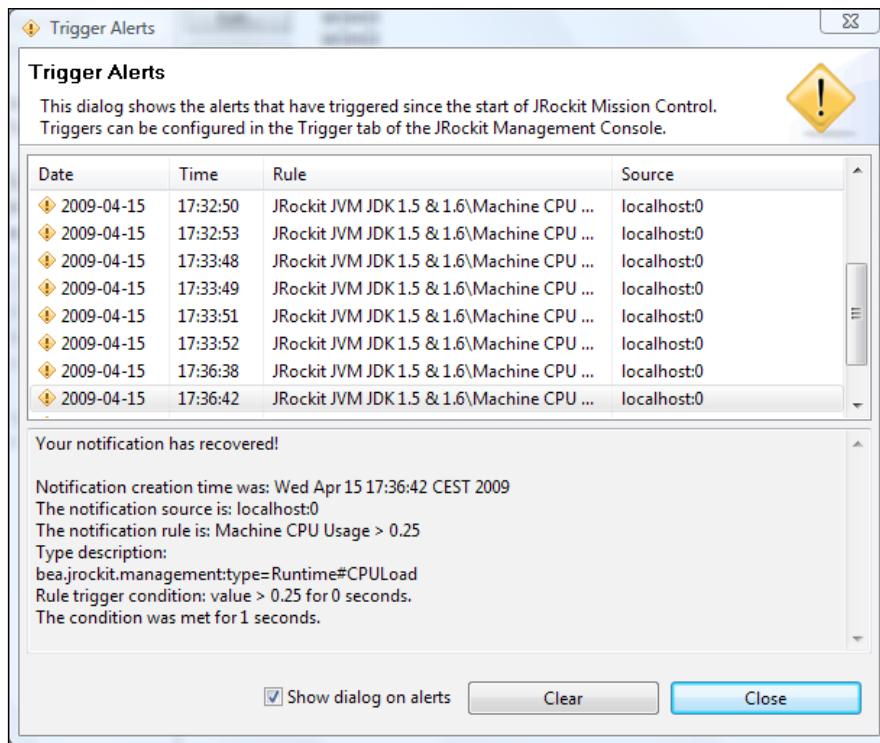 Trigger Alerts
Trigger Alerts
This dialog shows the alerts that have triggered since the start of JRockit Mission Control.
Triggers can be configured in the Trigger tab of the JRockit Management Console.
Date Time Rule Source
2009-04-15 17:32:50 JRockit JVM JDK 1.5 & 1.6\Machine CPU ... localhost:0
2009-04-15 17:32:53 JRockit JVM JDK 1.5 & 1.6\Machine CPU ... localhost:0
2009-04-15 17:33:48 JRockit JVM JDK 1.5 & 1.6\Machine CPU ... localhost:0
2009-04-15 17:33:49 JRockit JVM JDK 1.5 & 1.6\Machine CPU ... localhost:0
2009-04-15 17:33:51 JRockit JVM JDK 1.5 & 1.6\Machine CPU ... localhost:0
2009-04-15 17:33:52 JRockit JVM JDK 1.5 & 1.6\Machine CPU ... localhost:0
2009-04-15 17:36:38 JRockit JVM JDK 1.5 & 1.6\Machine CPU ... localhost:0
2009-04-15 17:36:42 JRockit JVM JDK 1.5 & 1.6\Machine CPU ... localhost:0
Your notification has recovered!
Notification creation time was: Wed Apr 15 17:36:42 CEST 2009
The notification source is: localhost:0
The notification rule is: Machine CPU Usage > 0.25
Type description:
bea.jrockit.management:type=Runtime#CPULoad
Rule trigger condition: value > 0.25 for 0 seconds.
The condition was met for 1 seconds.
Show dialog on alerts Clear Close